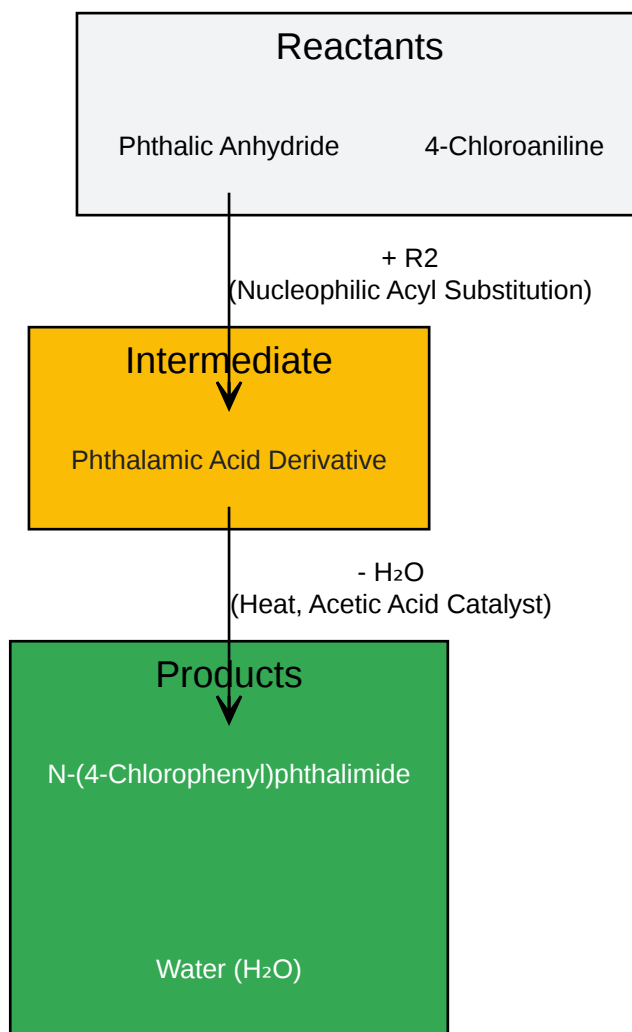 Reactants
Phthalic Anhydride
4-Chloroaniline
+ R2
(Nucleophilic Acyl Substitution)
Intermediate
Phthalamic Acid Derivative
- H₂O
(Heat, Acetic Acid Catalyst)
Products
N-(4-Chlorophenyl)phthalimide
Water (H₂O)